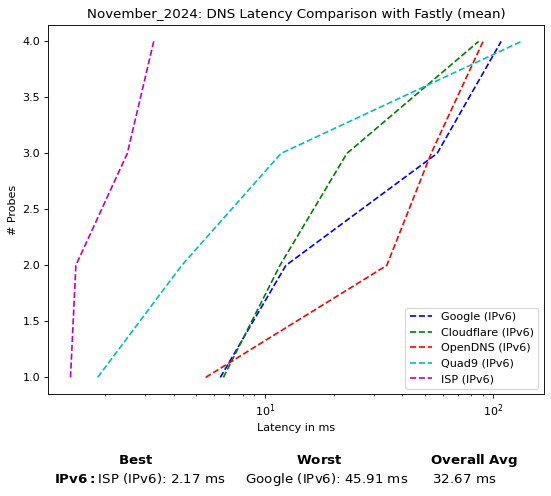 November_2024: DNS Latency Comparison with Fastly (mean)
4.0
3.5
3.0
2.5
2.0
1.5
1.0
# Probes
Google (IPv6)
Cloudflare (IPv6)
OpenDNS (IPv6)
Quad9 (IPv6)
ISP (IPv6)
10¹ 10²
Latency in ms
Best Worst Overall Avg
IPv6: ISP (IPv6): 2.17 ms Google (IPv6): 45.91 ms 32.67 ms